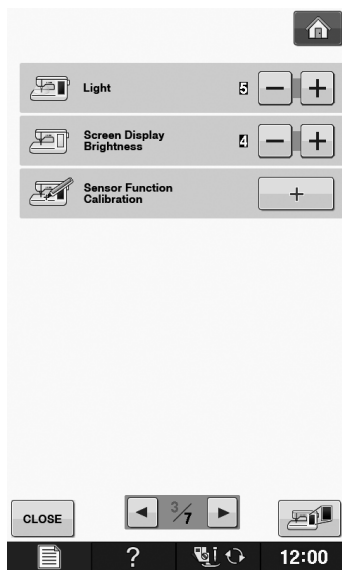 Light 5 − +
Screen Display
Brightness 4 − +
Sensor Function
Calibration +
CLOSE 3/7
? 12:00